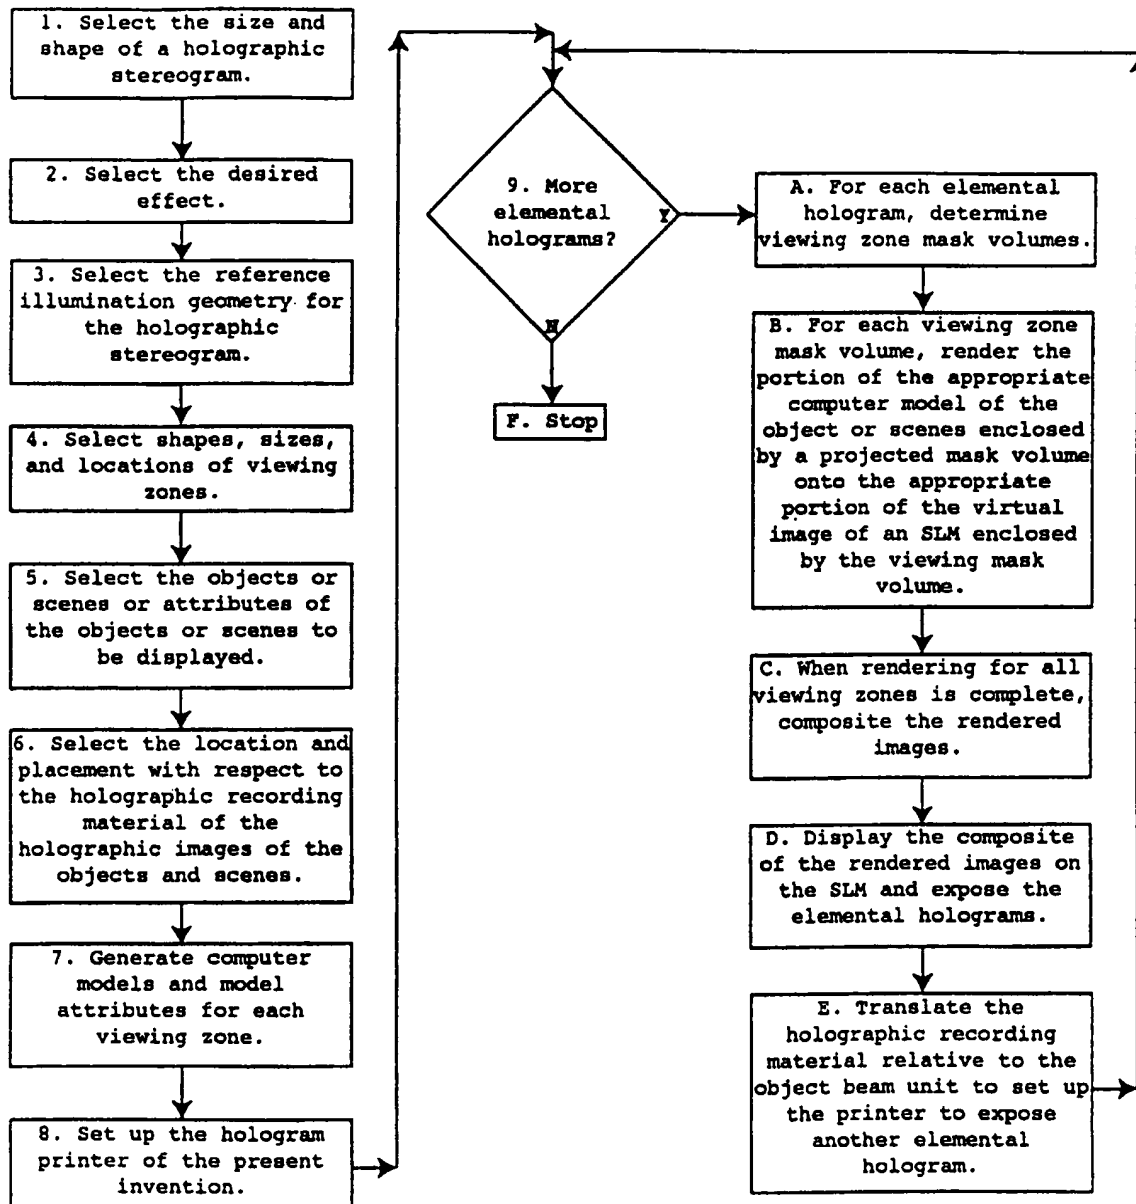 1. Select the size and
shape of a holographic
stereogram.
2. Select the desired
effect.
3. Select the reference
illumination geometry for
the holographic
stereogram.
4. Select shapes, sizes,
and locations of viewing
zones.
5. Select the objects or
scenes or attributes of
the objects or scenes to
be displayed.
6. Select the location and
placement with respect to
the holographic recording
material of the
holographic images of the
objects and scenes.
7. Generate computer
models and model
attributes for each
viewing zone.
8. Set up the hologram
printer of the present
invention.
9. More
elemental
holograms?
Y
N
F. Stop
A. For each elemental
hologram, determine
viewing zone mask volumes.
B. For each viewing zone
mask volume, render the
portion of the appropriate
computer model of the
object or scenes enclosed
by a projected mask volume
onto the appropriate
portion of the virtual
image of an SLM enclosed
by the viewing mask
volume.
C. When rendering for all
viewing zones is complete,
composite the rendered
images.
D. Display the composite
of the rendered images on
the SLM and expose the
elemental holograms.
E. Translate the
holographic recording
material relative to the
object beam unit to set up
the printer to expose
another elemental
hologram.